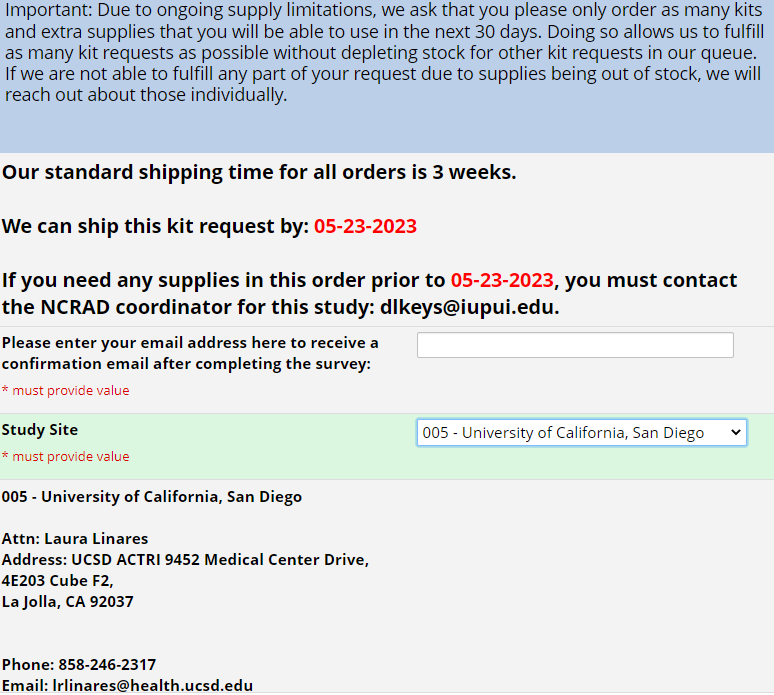 Important: Due to ongoing supply limitations, we ask that you please only order as many kits
and extra supplies that you will be able to use in the next 30 days. Doing so allows us to fulfill
as many kit requests as possible without depleting stock for other kit requests in our queue.
If we are not able to fulfill any part of your request due to supplies being out of stock, we will
reach out about those individually.
Our standard shipping time for all orders is 3 weeks.
We can ship this kit request by: 05-23-2023
If you need any supplies in this order prior to 05-23-2023, you must contact
the NCRAD coordinator for this study: dlkeys@iupui.edu.
Please enter your email address here to receive a
confirmation email after completing the survey:
* must provide value
Study Site
005 - University of California, San Diego
* must provide value
005 - University of California, San Diego
Attn: Laura Linares
Address: UCSD ACTRI 9452 Medical Center Drive,
4E203 Cube F2,
La Jolla, CA 92037
Phone: 858-246-2317
Email: lrlinares@health.ucsd.edu